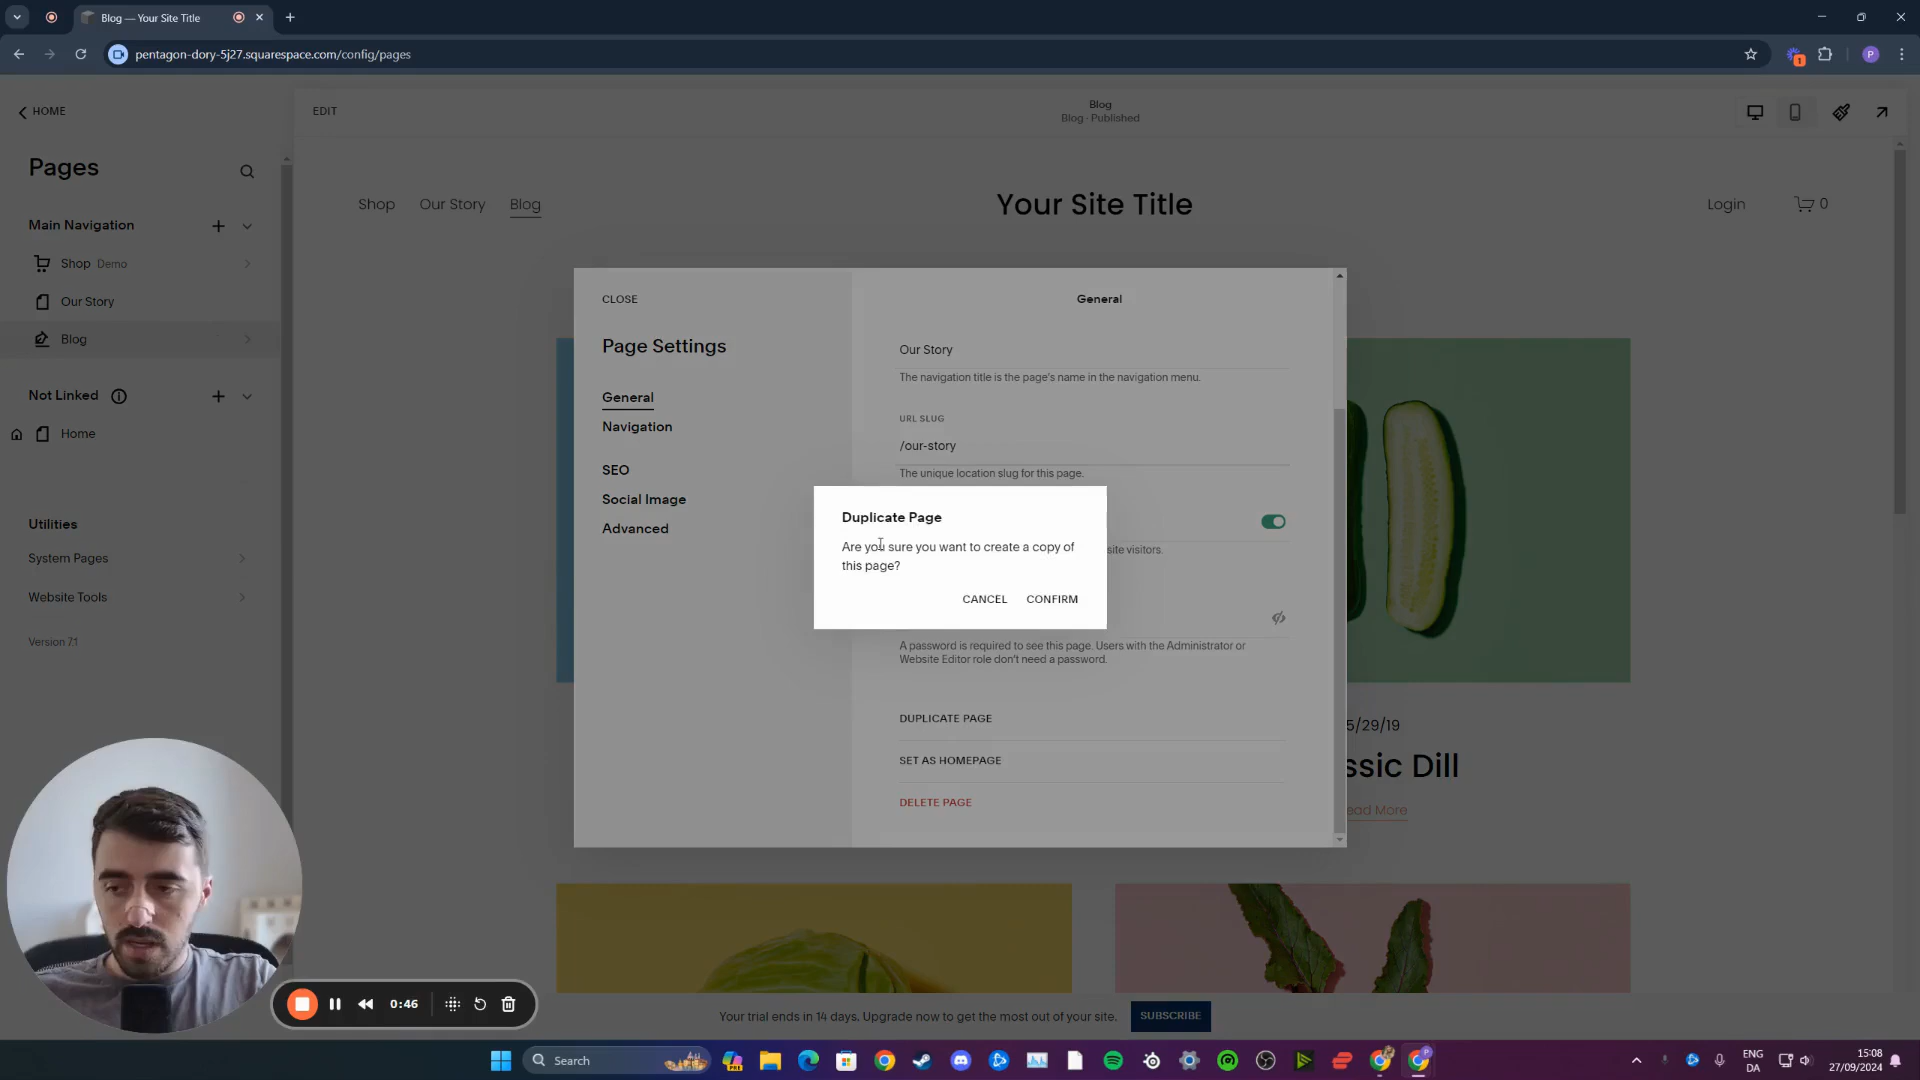 Blog — Your Site Title
pentagon-dory-5j27.squarespace.com/config/pages
1
P
HOME
EDIT
Blog
Blog · Published
Pages
Main Navigation
Shop Demo
Our Story
Blog
Not Linked
Home
Utilities
System Pages
Website Tools
Version 7.1
Shop
Our Story
Blog
Your Site Title
Login
0
CLOSE
General
Page Settings
General
Navigation
SEO
Social Image
Advanced
Our Story
The navigation title is the page's name in the navigation menu.
URL SLUG
/our-story
The unique location slug for this page.
site visitors.
A password is required to see this page. Users with the Administrator or
Website Editor role don't need a password.
DUPLICATE PAGE
SET AS HOMEPAGE
DELETE PAGE
Duplicate Page
Are you sure you want to create a copy of
this page?
CANCEL CONFIRM
5/29/19
ssic Dill
ead More
0:46
Your trial ends in 14 days. Upgrade now to get the most out of your site.
SUBSCRIBE
Search
PRE
P
ENG
DA
15:08
27/09/2024